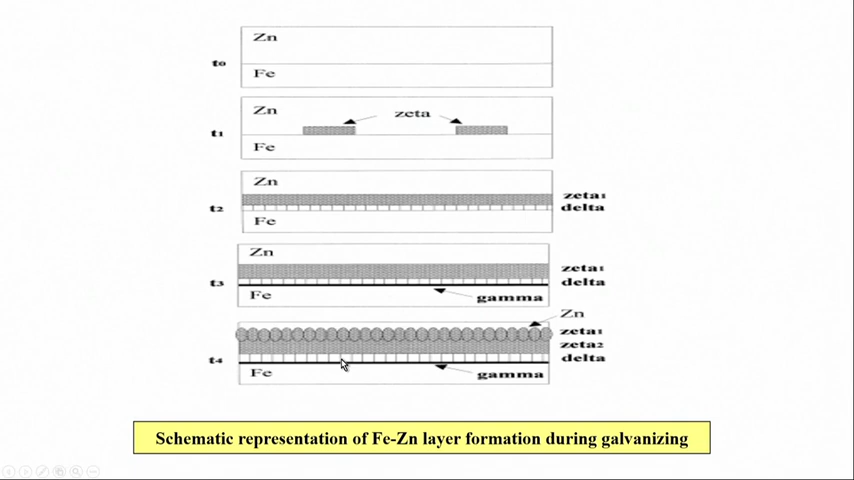 Zn
t0
Fe
Zn
zeta
t1
Fe
Zn
zeta1
t2
delta
Fe
Zn
zeta1
t3
delta
Fe
gamma
Zn
zeta1
zeta2
t4
delta
Fe
gamma
Schematic representation of Fe-Zn layer formation during galvanizing